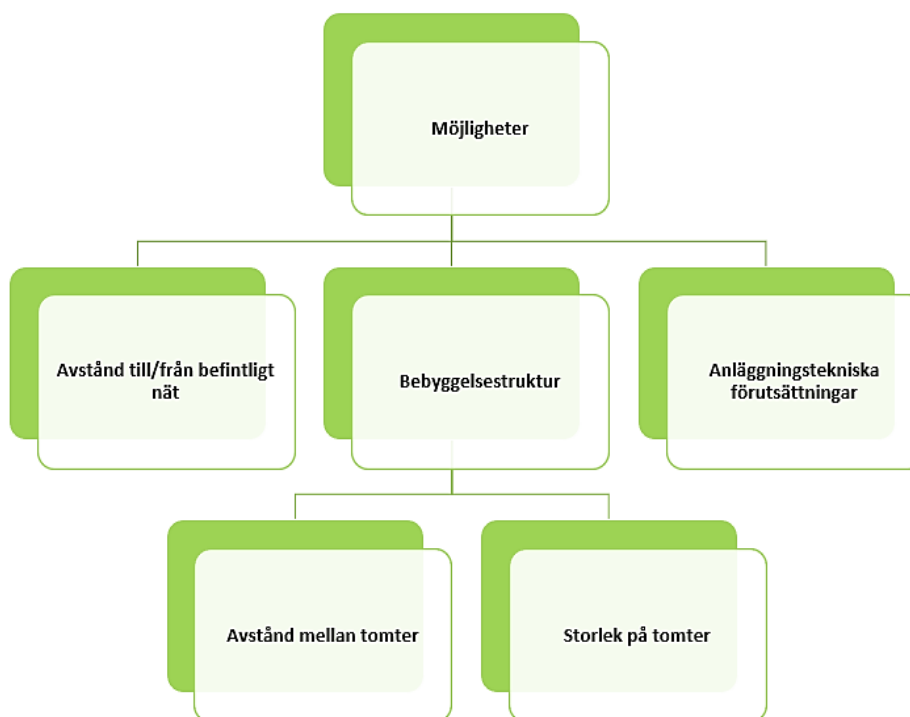 Möjligheter
Avstånd till/från befintligt
nät
Bebyggelsestruktur
Anläggningstekniska
förutsättningar
Avstånd mellan tomter
Storlek på tomter